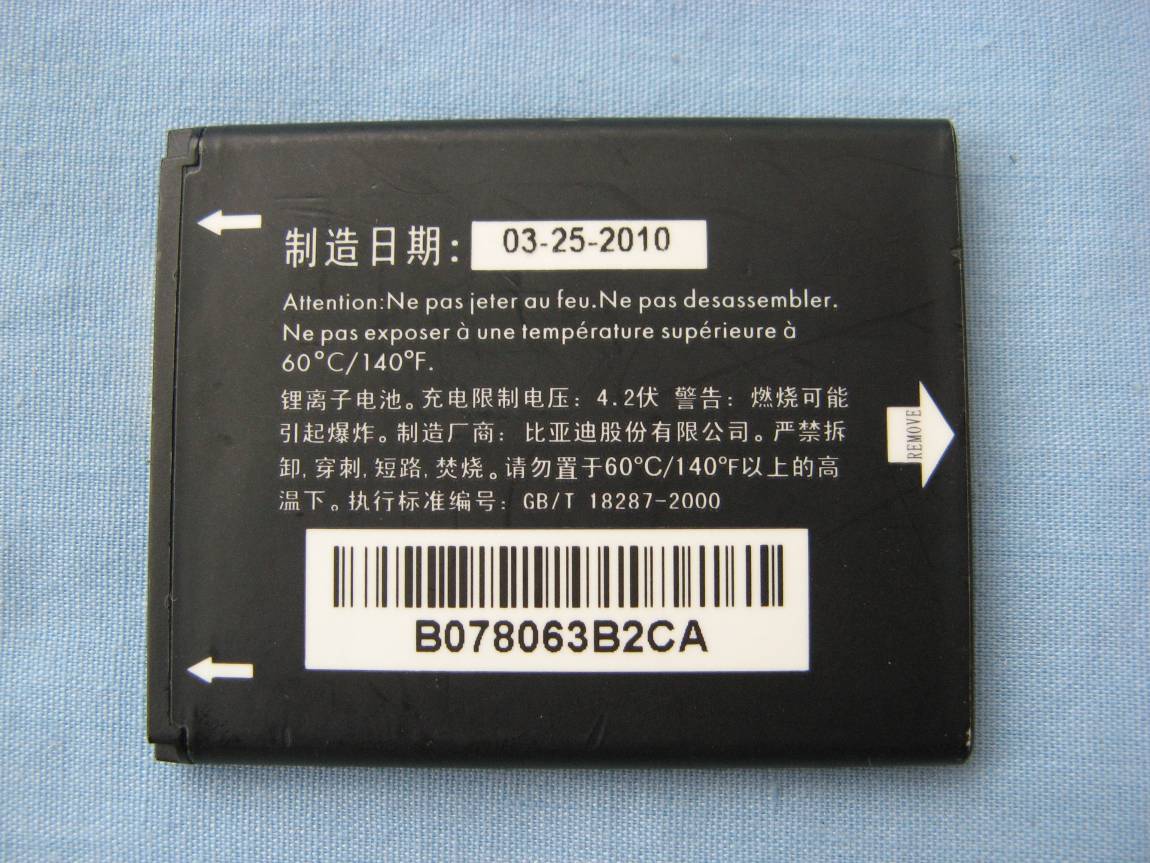 制造日期: 03-25-2010
Attention:Ne pas jeter au feu.Ne pas desassembler.
Ne pas exposer à une température supérieure à
60°C/140°F.
锂离子电池。充电限制电压: 4.2伏 警告: 燃烧可能
引起爆炸。制造厂商: 比亚迪股份有限公司。严禁拆
卸,穿刺,短路,焚烧。请勿置于60°C/140°F以上的高
温下。执行标准编号: GB/T 18287-2000
REMOVE
B078063B2CA